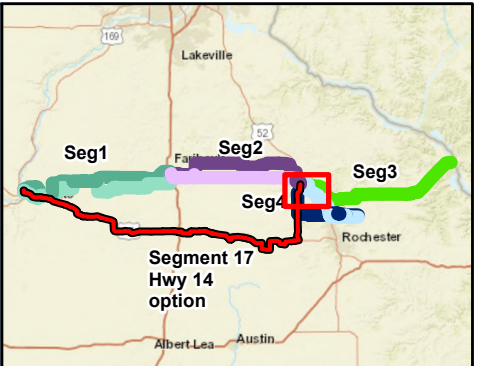 169
Lakeville
52
Seg1
Seg2
Seg3
Seg4
Rochester
Segment 17
Hwy 14
option
Albert Lea
Austin